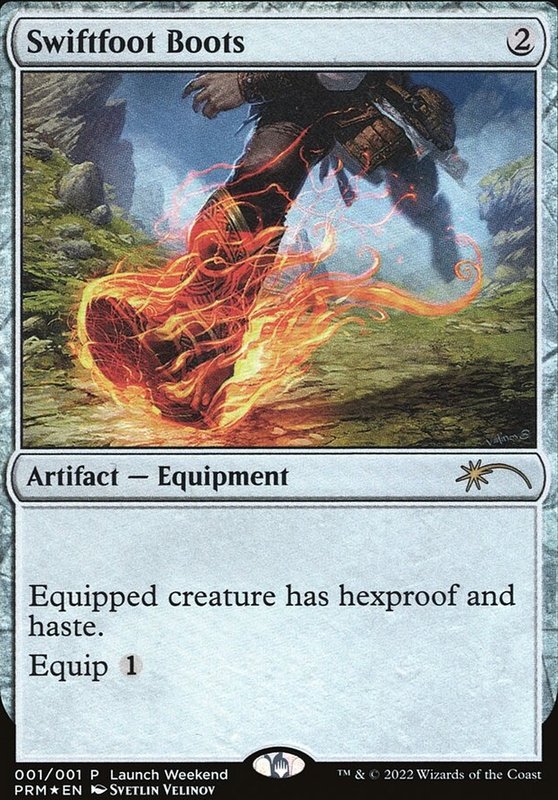 Swiftfoot Boots 2
Artifact — Equipment
Equipped creature has hexproof and
haste.
Equip 1
001/001 P Launch Weekend
PRM★EN Svetlin Velinov
™ & © 2022 Wizards of the Coast